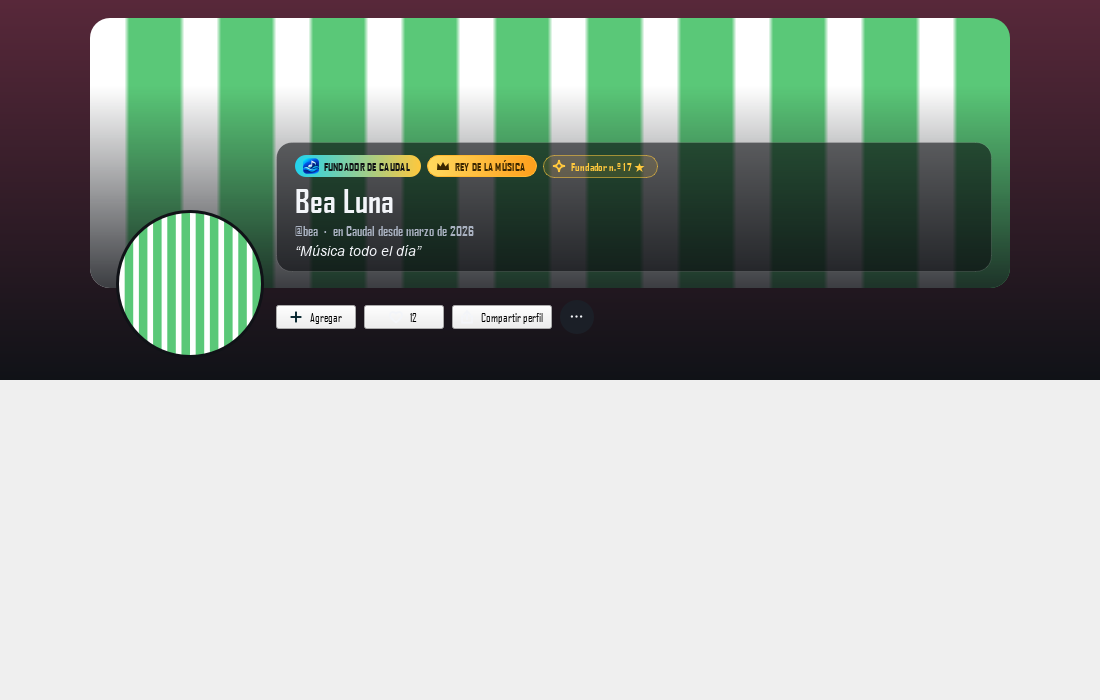 FUNDADOR DE CAUDAL REY DE LA MÚSICA Fundador n.º 17 ★
Bea Luna
@bea · en Caudal desde marzo de 2026
“Música todo el día”
Agregar 12 Compartir perfil ···